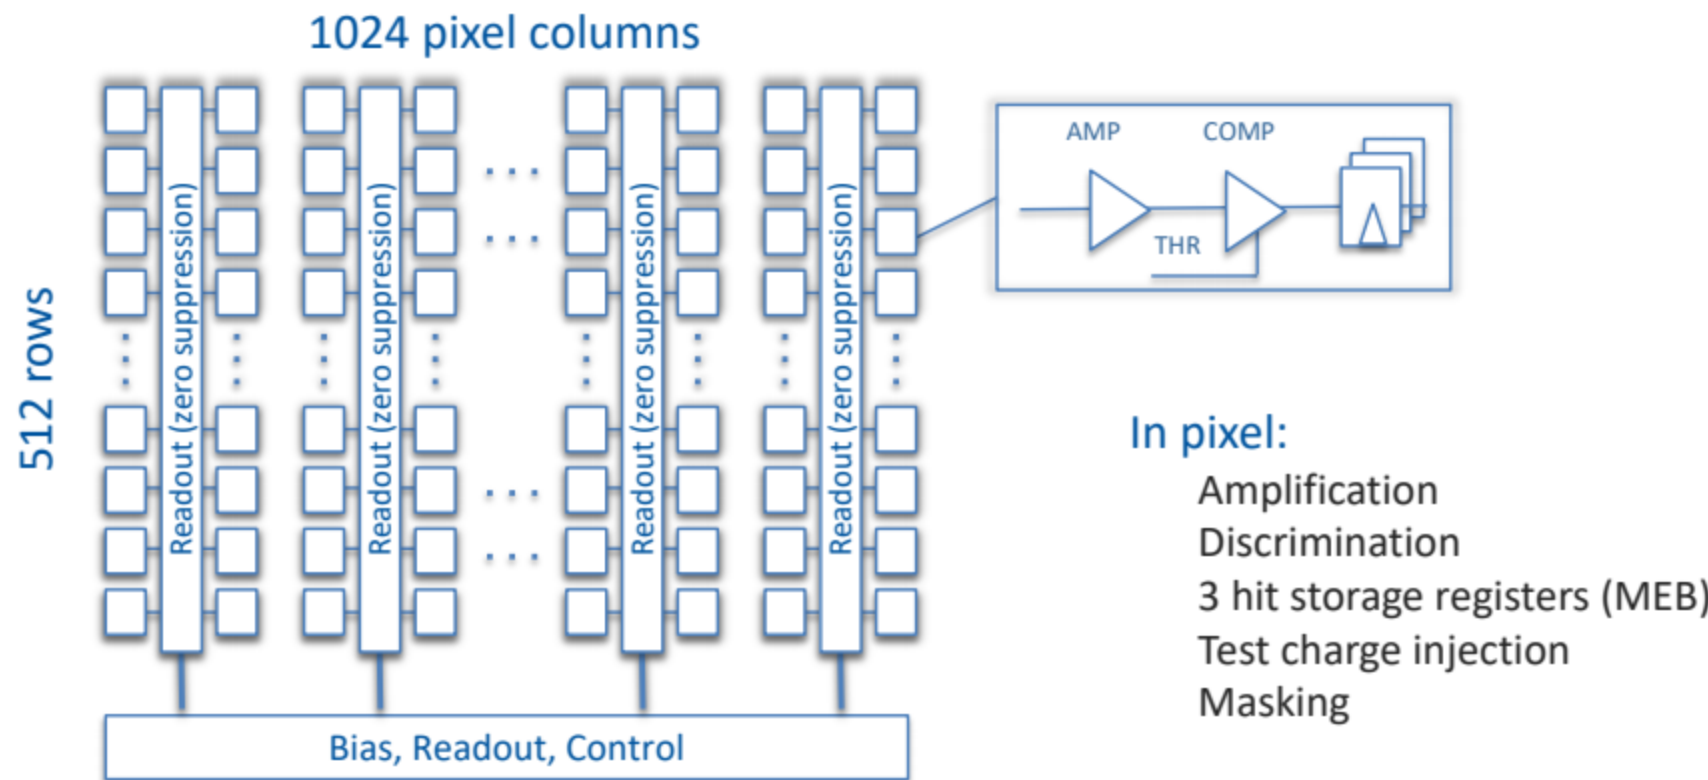 1024 pixel columns
512 rows
Readout (zero suppression)
Readout (zero suppression)
Readout (zero suppression)
Readout (zero suppression)
AMP
COMP
THR
In pixel:
Amplification
Discrimination
3 hit storage registers (MEB)
Test charge injection
Masking
Bias, Readout, Control